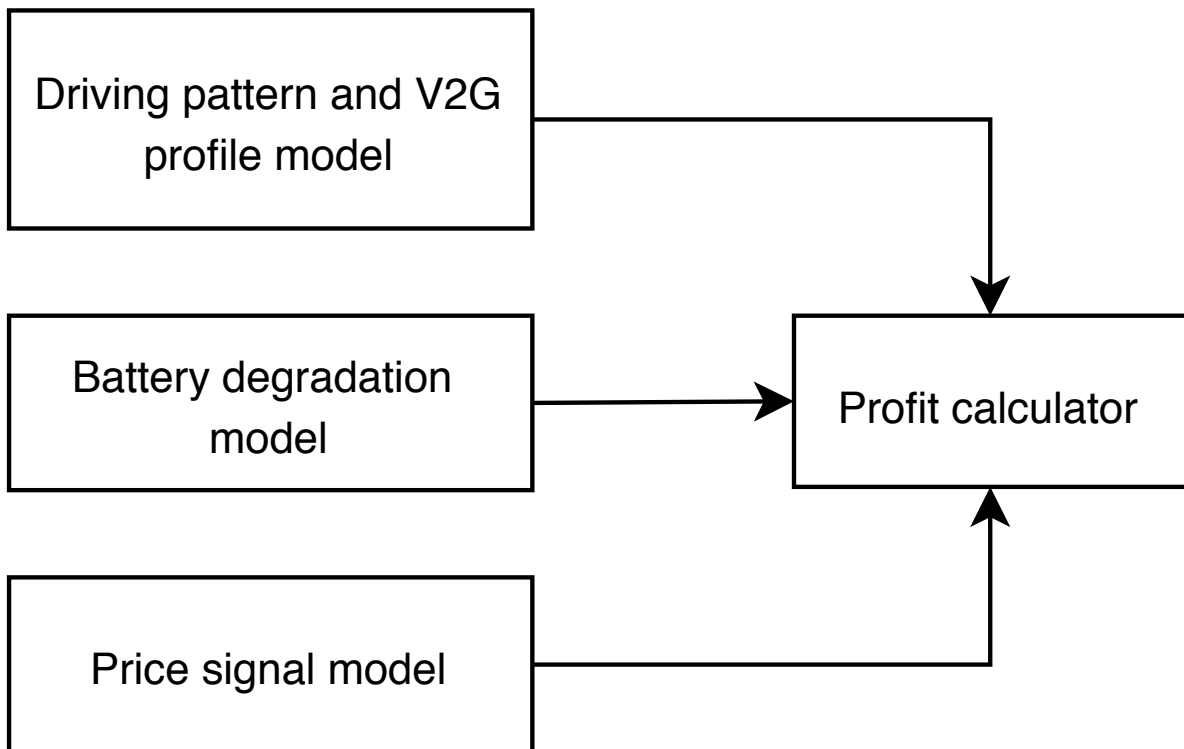 Driving pattern and V2G
profile model
Battery degradation
model
Profit calculator
Price signal model